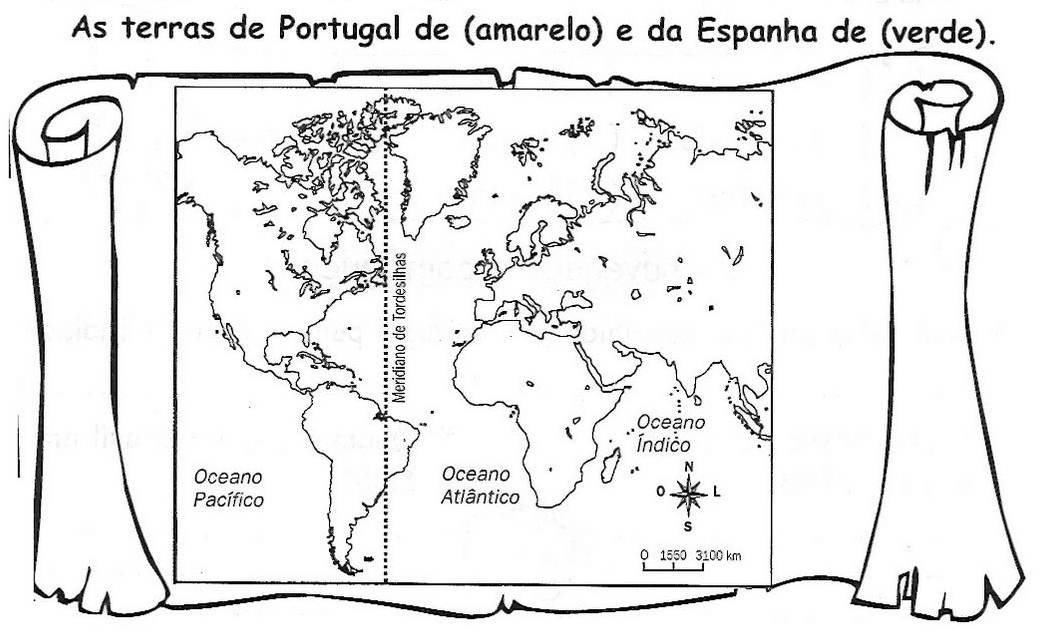 As terras de Portugal de (amarelo) e da Espanha de (verde).
Meridiano de Tordesilhas
Oceano
Índico
Oceano
Pacífico
Oceano
Atlântico
N
O
L
S
0 1550 3100 km